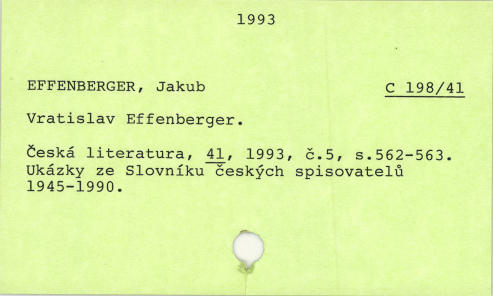 1993
EFFENBERGER, Jakub C 198/41
Vratislav Effenberger.
Česká literatura, 41, 1993, č.5, s.562-563.
Ukázky ze Slovníku českých spisovatelů
1945-1990.